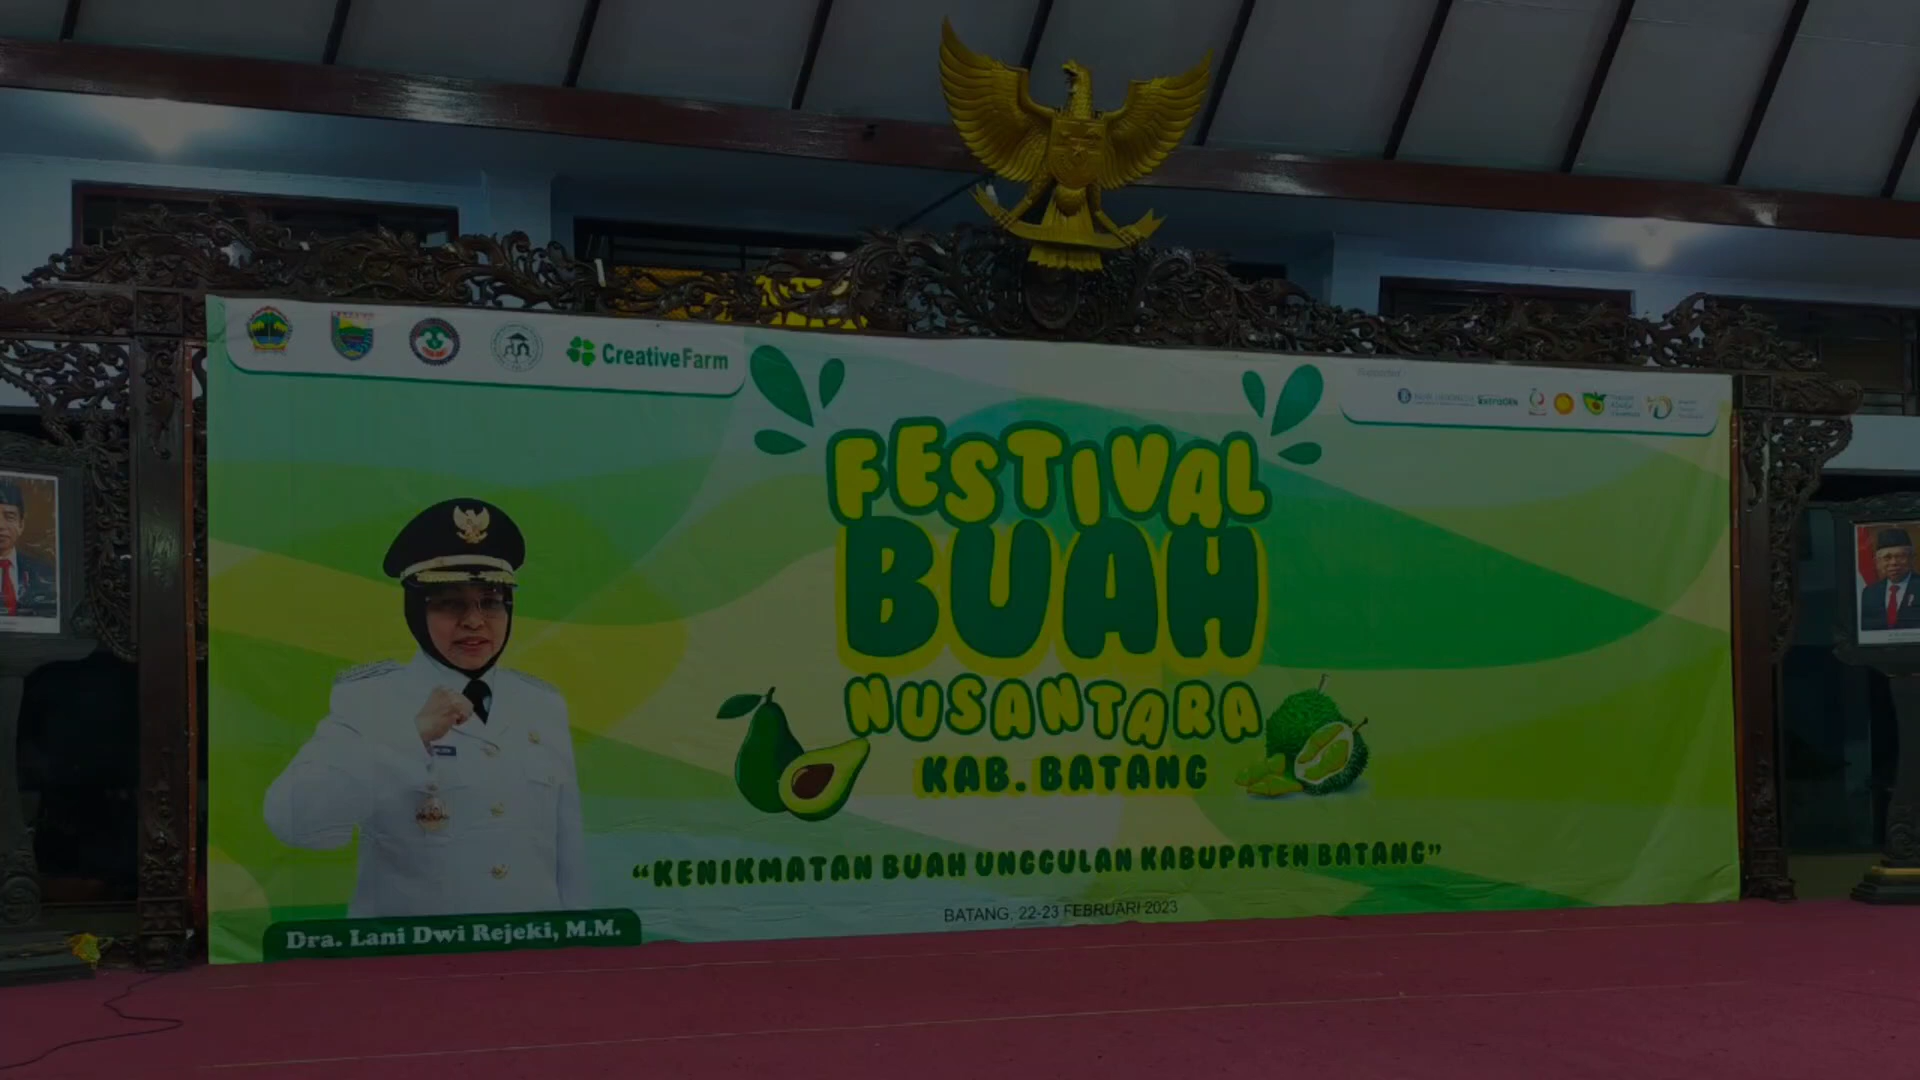 CreativeFarm
Supported :
FESTIVAL
BUAH
NUSANTARA
KAB. BATANG
“KENIKMATAN BUAH UNGGULAN KABUPATEN BATANG”
BATANG, 22-23 FEBRUARI 2023
Dra. Lani Dwi Rejeki, M.M.